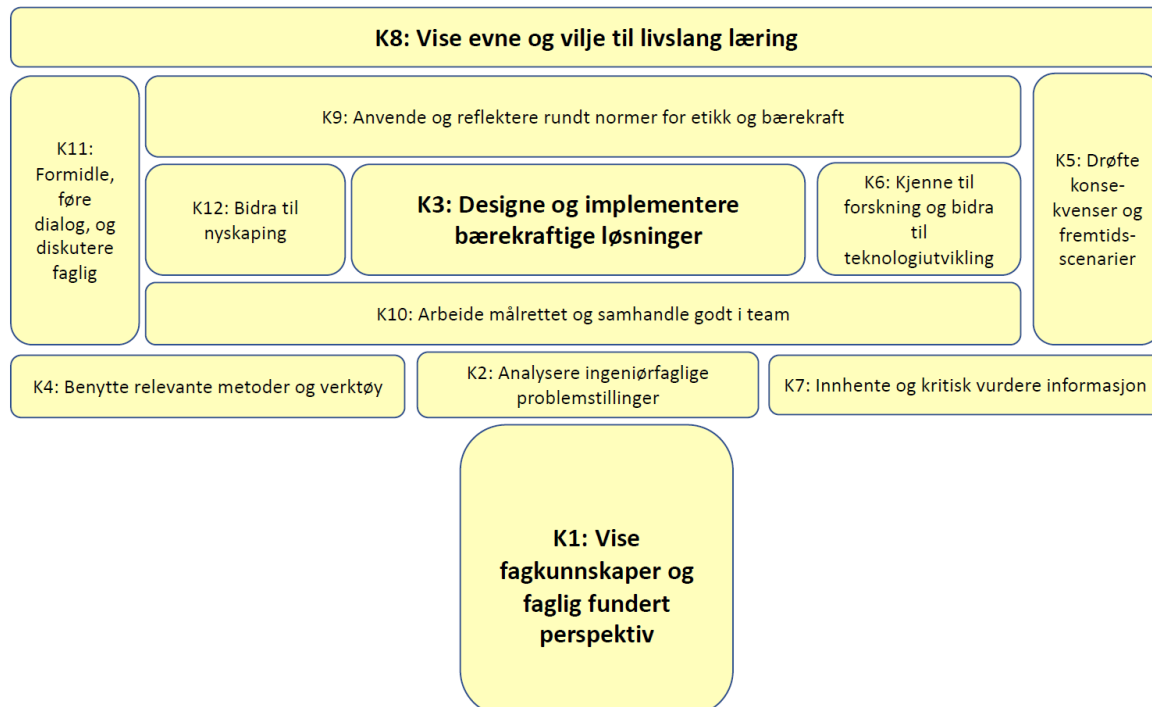 K8: Vise evne og vilje til livslang læring
K9: Anvende og reflektere rundt normer for etikk og bærekraft
K11:
Formidle,
føre
dialog, og
diskutere
faglig
K12: Bidra til
nyskaping
K3: Designe og implementere
bærekraftige løsninger
K6: Kjenne til
forskning og bidra
til
teknologiutvikling
K5: Drøfte
konse-
kvenser og
fremtids-
scenarier
K10: Arbeide målrettet og samhandle godt i team
K4: Benytte relevante metoder og verktøy
K2: Analysere ingeniørfaglige
problemstillinger
K7: Innhente og kritisk vurdere informasjon
K1: Vise
fagkunnskaper og
faglig fundert
perspektiv